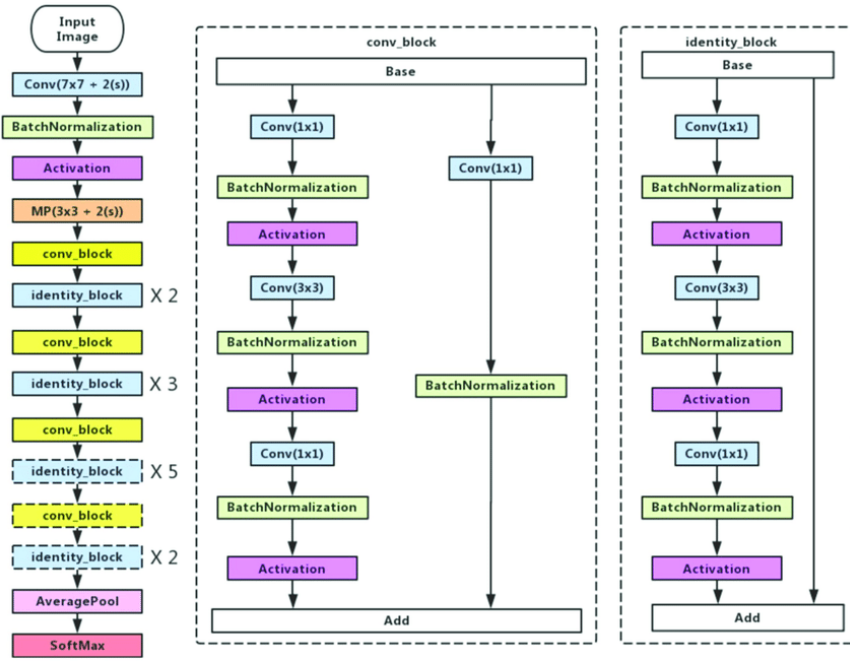 Input
Image
Conv(7x7 + 2(s))
BatchNormalization
Activation
MP(3x3 + 2(s))
conv_block
identity_block X 2
conv_block
identity_block X 3
conv_block
identity_block X 5
conv_block
identity_block X 2
AveragePool
SoftMax
conv_block
Base
Conv(1x1)
BatchNormalization
Activation
Conv(3x3)
BatchNormalization
Activation
Conv(1x1)
BatchNormalization
Activation
Conv(1x1)
BatchNormalization
Add
identity_block
Base
Conv(1x1)
BatchNormalization
Activation
Conv(3x3)
BatchNormalization
Activation
Conv(1x1)
BatchNormalization
Activation
Add